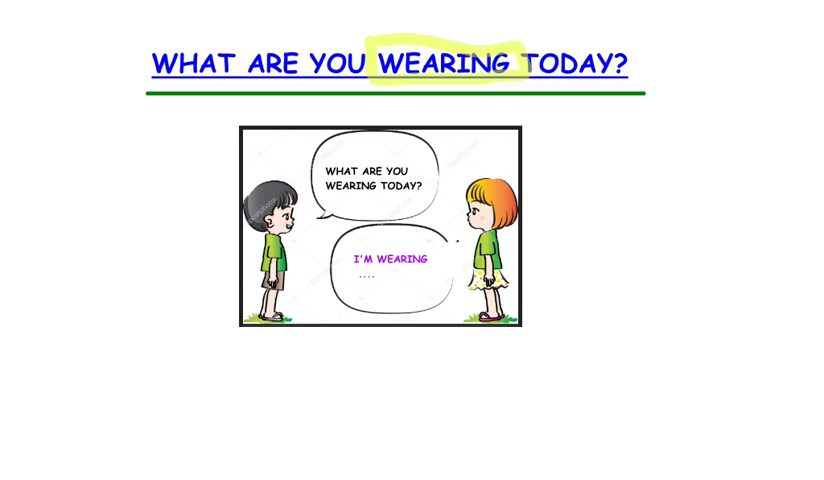 WHAT ARE YOU WEARING TODAY?
WHAT ARE YOU
WEARING TODAY?
I'M WEARING
....